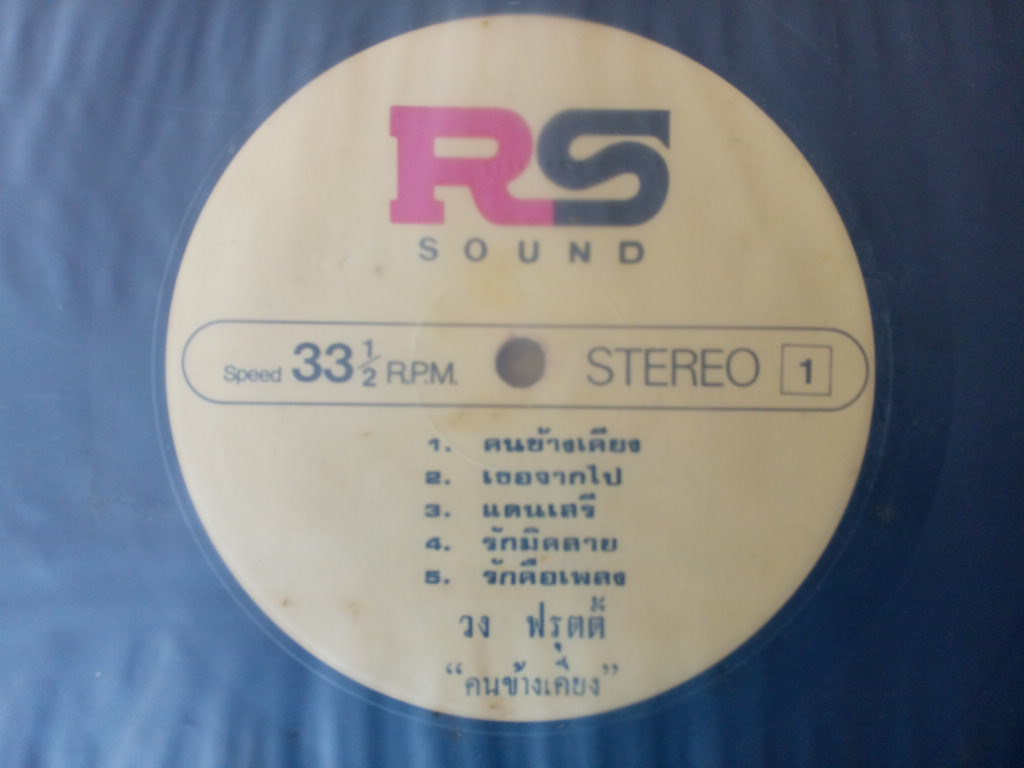 RS
SOUND
Speed 33 1/2 R.P.M. STEREO 1
1. คนข้างเคียง
2. เธอจากไป
3. แดนเสรี
4. รักมิคลาย
5. รักคือเพลง
วง ฟรุตตี้
“คนข้างเคียง”